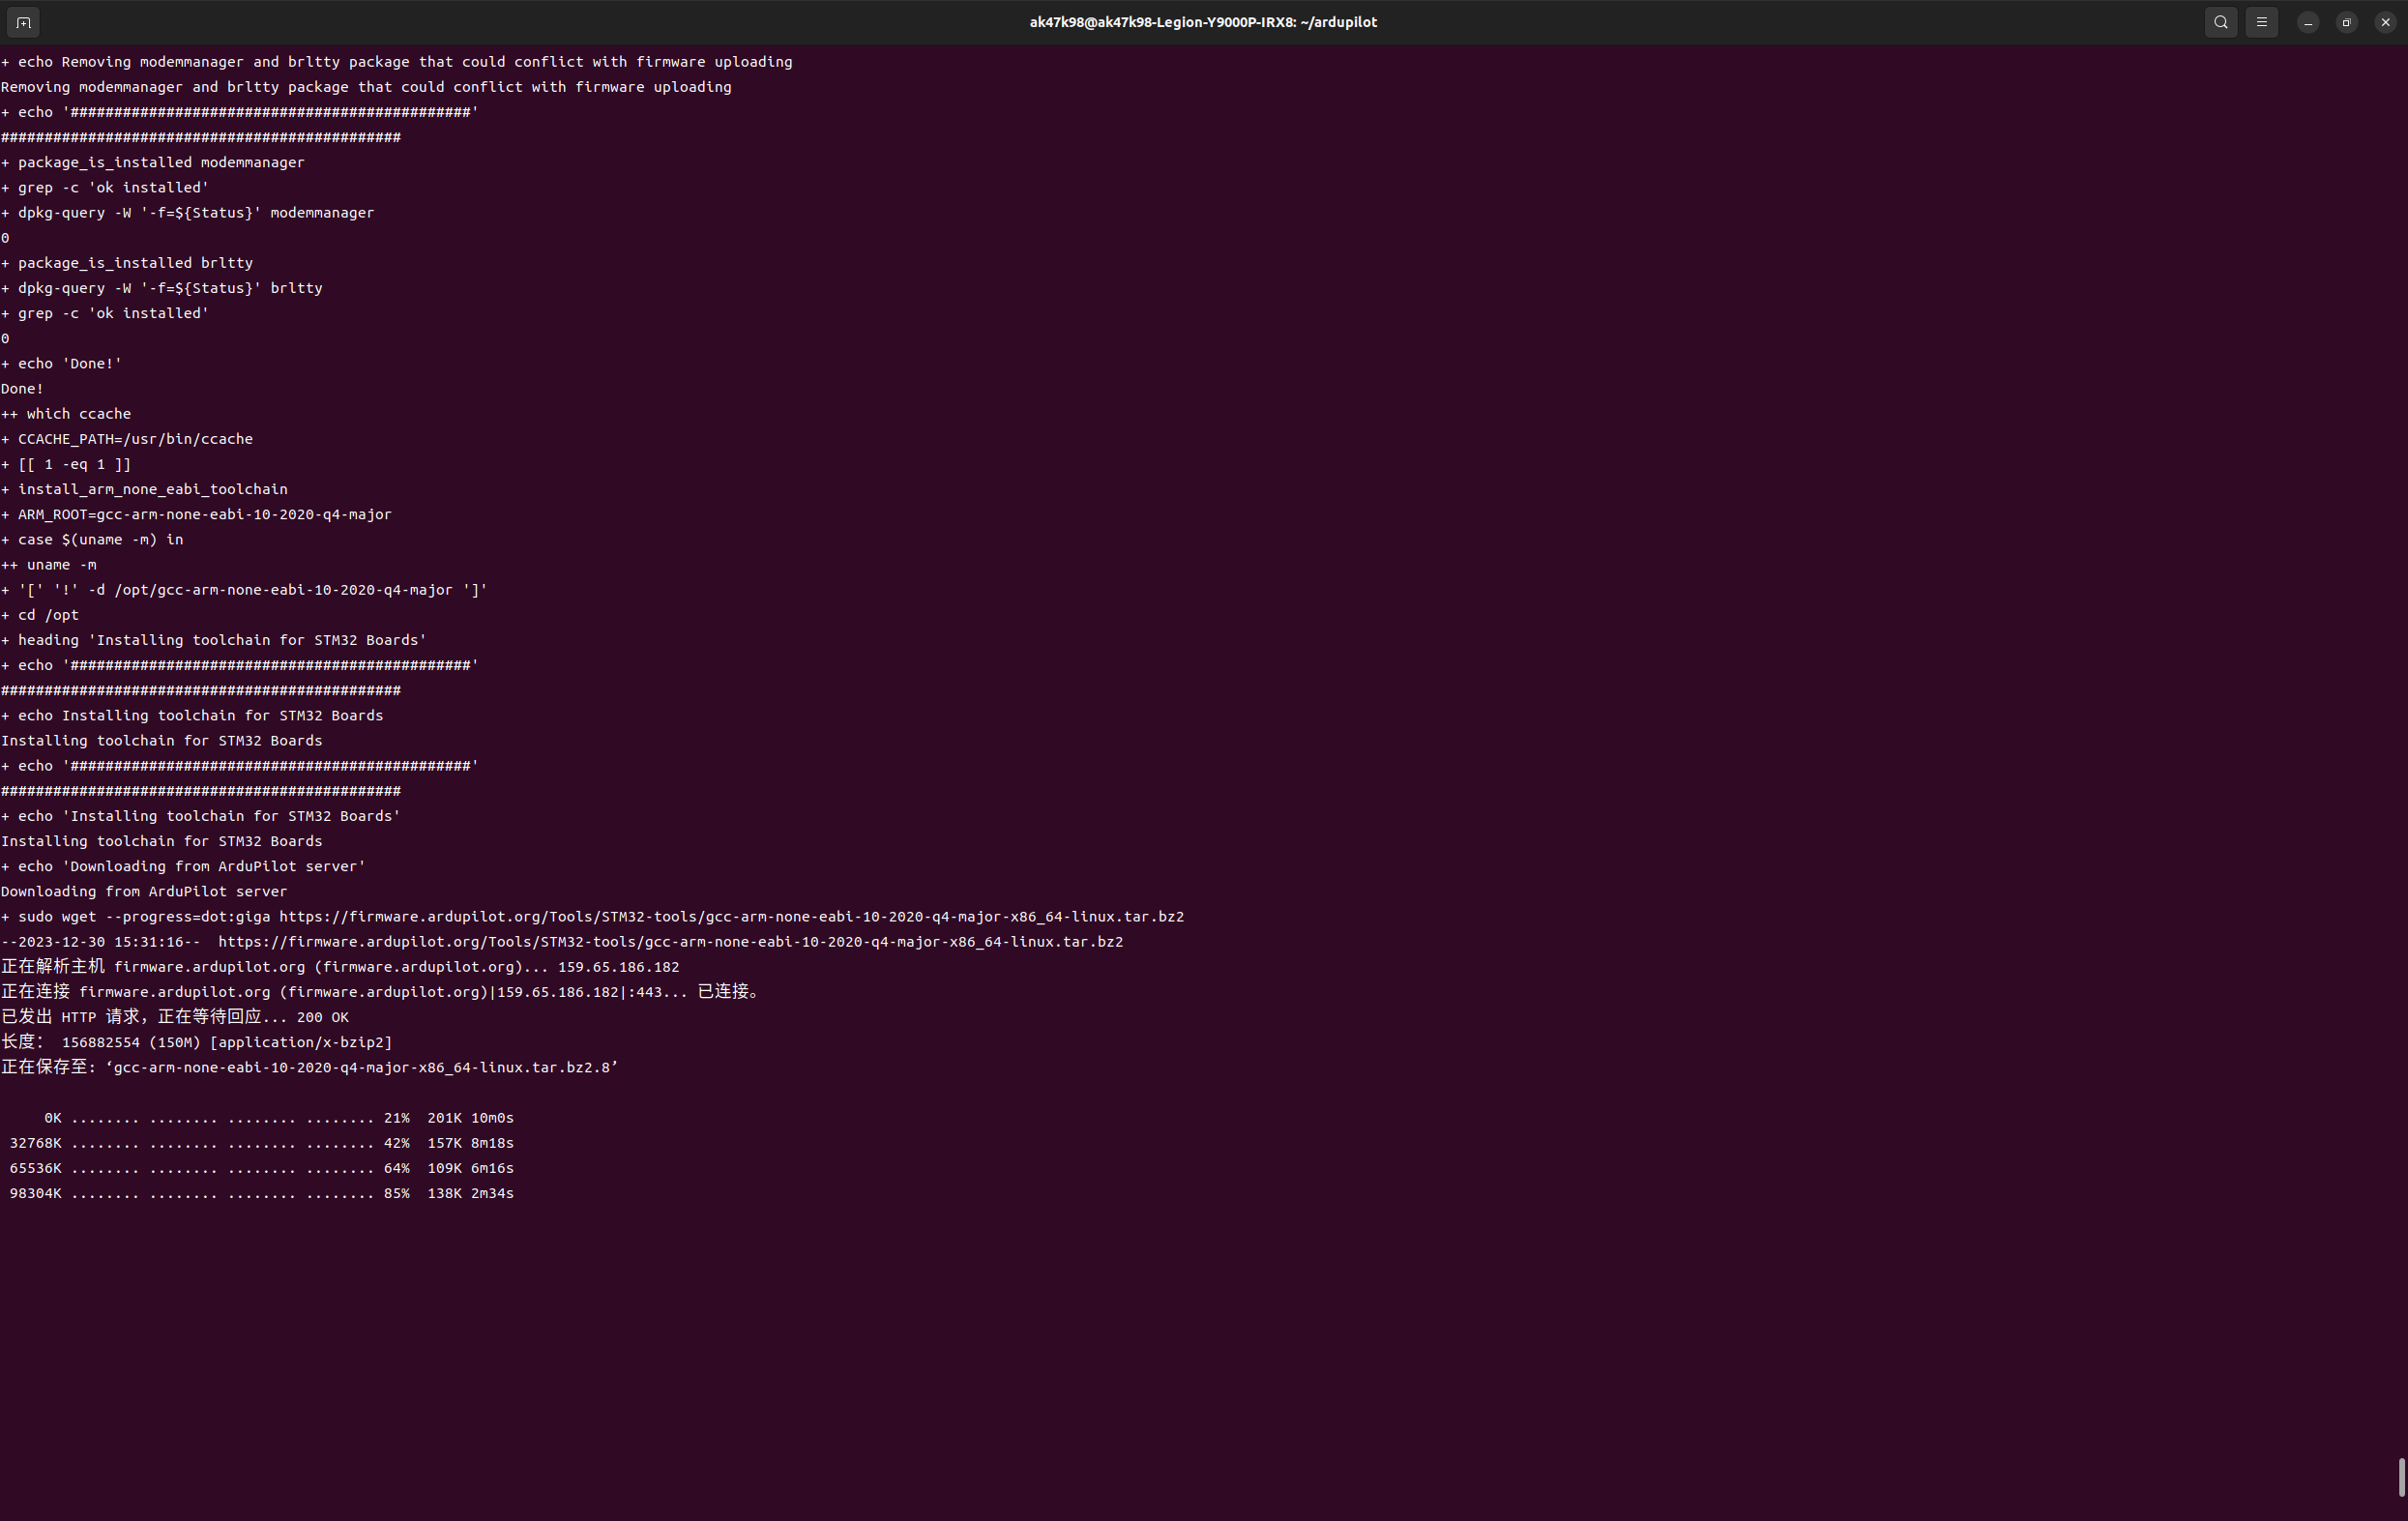 ak47k98@ak47k98-Legion-Y9000P-IRX8: ~/ardupilot
+ echo Removing modemmanager and brltty package that could conflict with firmware uploading
Removing modemmanager and brltty package that could conflict with firmware uploading
+ echo '##############################################'
##############################################
+ package_is_installed modemmanager
+ grep -c 'ok installed'
+ dpkg-query -W '-f=${Status}' modemmanager
0
+ package_is_installed brltty
+ dpkg-query -W '-f=${Status}' brltty
+ grep -c 'ok installed'
0
+ echo 'Done!'
Done!
++ which ccache
+ CCACHE_PATH=/usr/bin/ccache
+ [[ 1 -eq 1 ]]
+ install_arm_none_eabi_toolchain
+ ARM_ROOT=gcc-arm-none-eabi-10-2020-q4-major
+ case $(uname -m) in
++ uname -m
+ '[' '!' -d /opt/gcc-arm-none-eabi-10-2020-q4-major ']'
+ cd /opt
+ heading 'Installing toolchain for STM32 Boards'
+ echo '##############################################'
##############################################
+ echo Installing toolchain for STM32 Boards
Installing toolchain for STM32 Boards
+ echo '##############################################'
##############################################
+ echo 'Installing toolchain for STM32 Boards'
Installing toolchain for STM32 Boards
+ echo 'Downloading from ArduPilot server'
Downloading from ArduPilot server
+ sudo wget --progress=dot:giga https://firmware.ardupilot.org/Tools/STM32-tools/gcc-arm-none-eabi-10-2020-q4-major-x86_64-linux.tar.bz2
--2023-12-30 15:31:16--  https://firmware.ardupilot.org/Tools/STM32-tools/gcc-arm-none-eabi-10-2020-q4-major-x86_64-linux.tar.bz2
正在解析主机 firmware.ardupilot.org (firmware.ardupilot.org)... 159.65.186.182
正在连接 firmware.ardupilot.org (firmware.ardupilot.org)|159.65.186.182|:443... 已连接。
已发出 HTTP 请求，正在等待回应... 200 OK
长度： 156882554 (150M) [application/x-bzip2]
正在保存至: ‘gcc-arm-none-eabi-10-2020-q4-major-x86_64-linux.tar.bz2.8’
0K ........ ........ ........ ........ 21%  201K 10m0s
32768K ........ ........ ........ ........ 42%  157K 8m18s
65536K ........ ........ ........ ........ 64%  109K 6m16s
98304K ........ ........ ........ ........ 85%  138K 2m34s